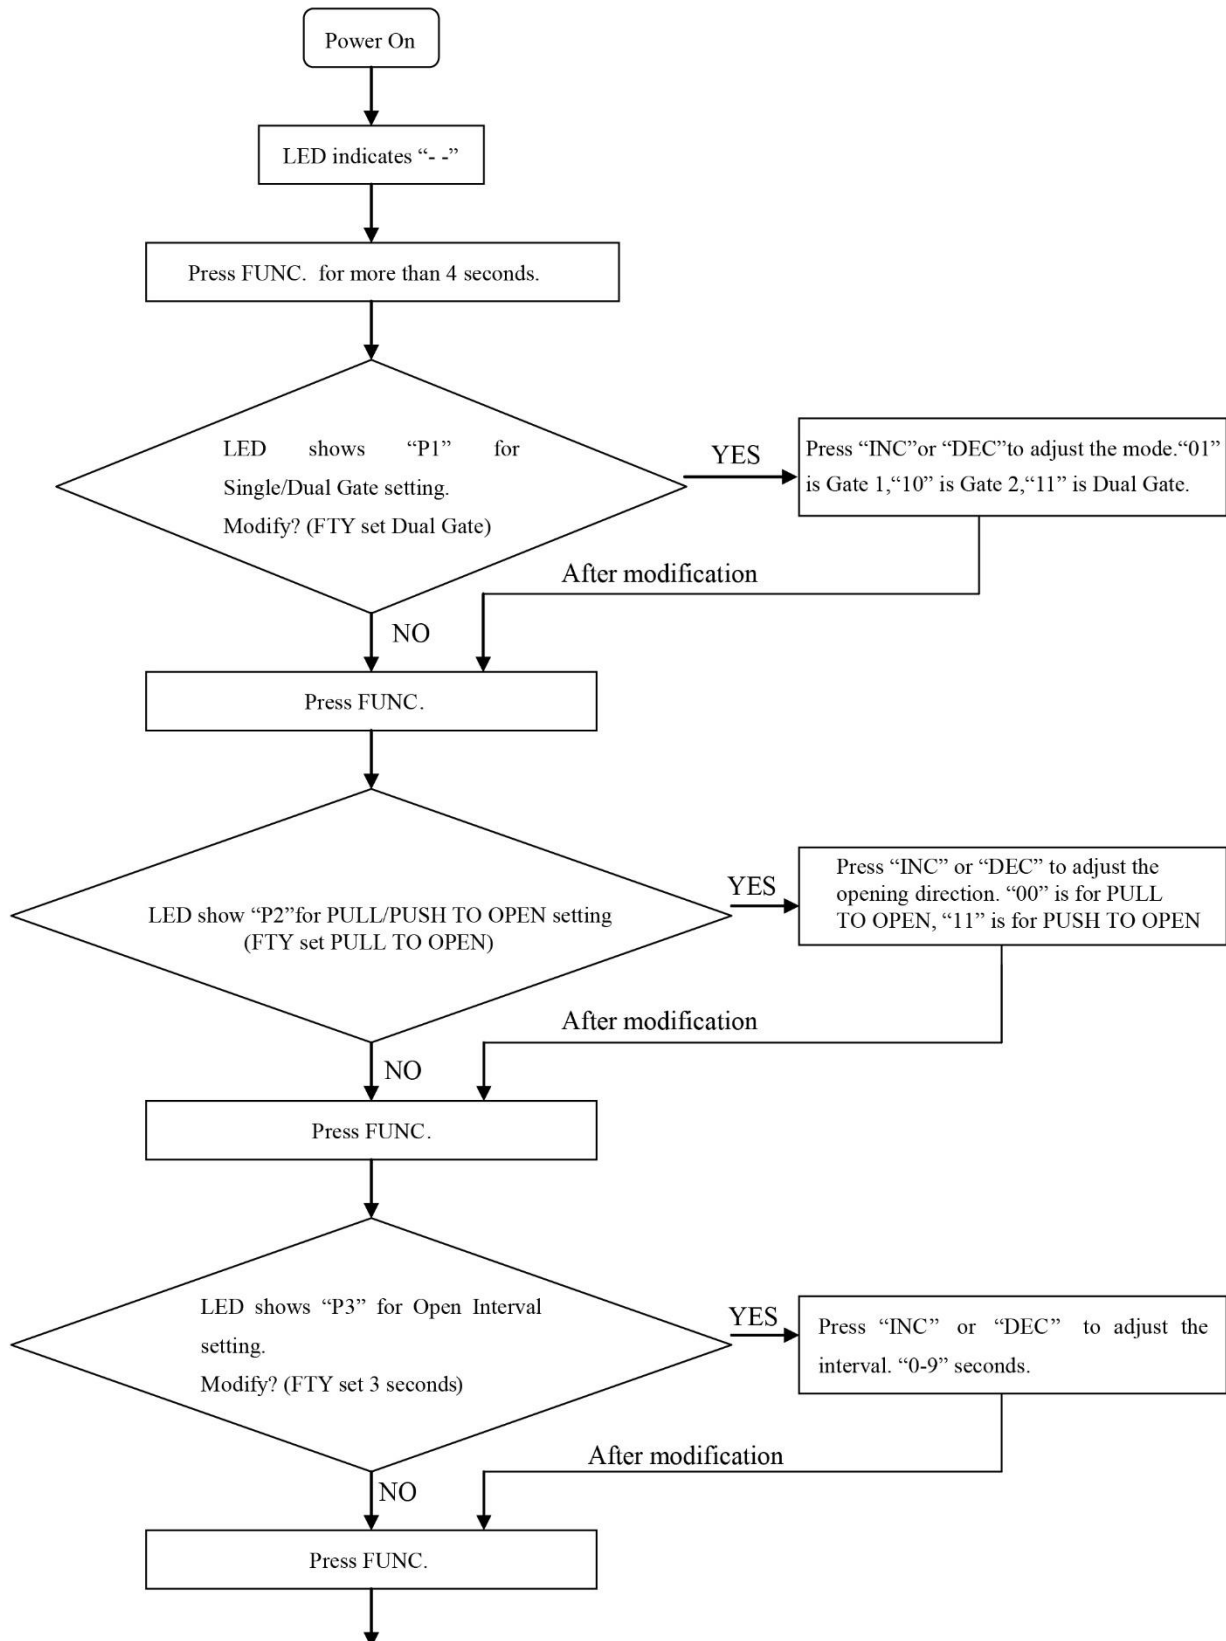 Power On
LED indicates “- -”
Press FUNC. for more than 4 seconds.
LED shows “P1” for
Single/Dual Gate setting.
Modify? (FTY set Dual Gate)
YES
Press “INC”or “DEC”to adjust the mode.“01”
is Gate 1,“10” is Gate 2,“11” is Dual Gate.
After modification
NO
Press FUNC.
LED show “P2”for PULL/PUSH TO OPEN setting
(FTY set PULL TO OPEN)
YES
Press “INC” or “DEC” to adjust the
opening direction. “00” is for PULL
TO OPEN, “11” is for PUSH TO OPEN
After modification
NO
Press FUNC.
LED shows “P3” for Open Interval
setting.
Modify? (FTY set 3 seconds)
YES
Press “INC” or “DEC” to adjust the
interval. “0-9” seconds.
After modification
NO
Press FUNC.